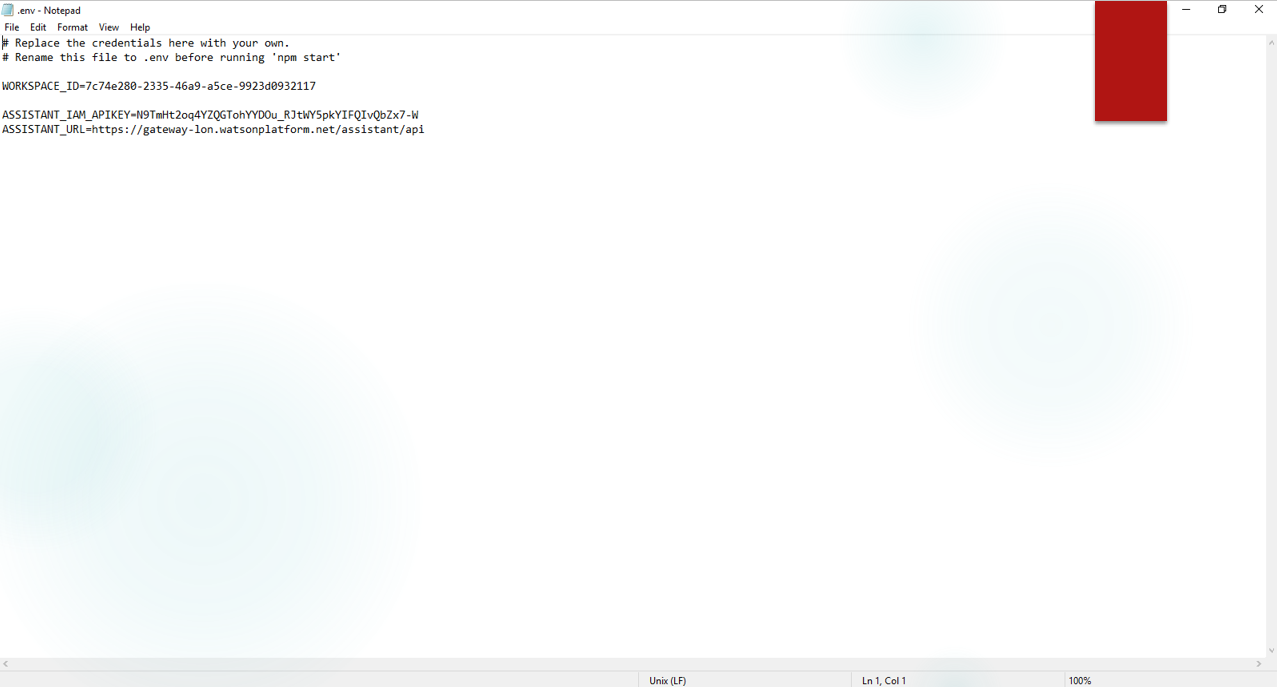 .env - Notepad
File Edit Format View Help
# Replace the credentials here with your own.
# Rename this file to .env before running 'npm start'
WORKSPACE_ID=7c74e280-2335-46a9-a5ce-9923d0932117
ASSISTANT_IAM_APIKEY=N9TmHt2oq4YZQGTohYYDOu_RJtWY5pkYIFQIvQbZx7-W
ASSISTANT_URL=https://gateway-lon.watsonplatform.net/assistant/api
Unix (LF) Ln 1, Col 1 100%